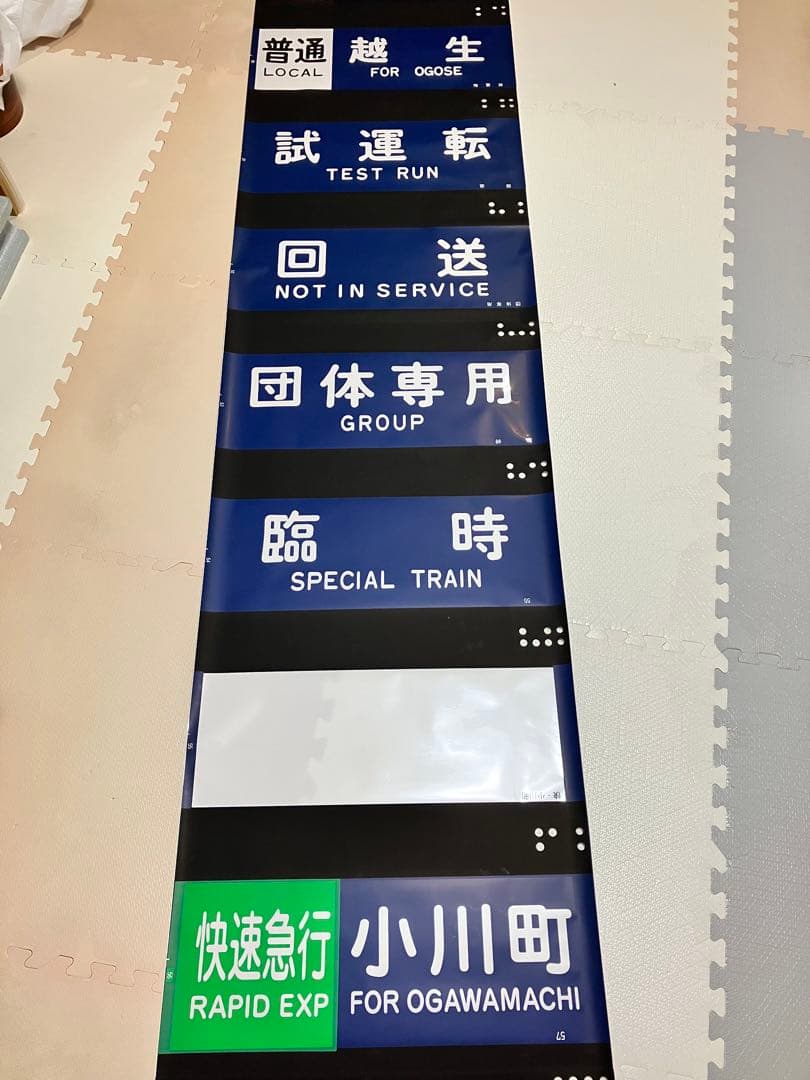 普通 越生
LOCAL FOR OGOSE
試運転
TEST RUN
回送
NOT IN SERVICE
団体専用
GROUP
臨時
SPECIAL TRAIN
快速急行 小川町
RAPID EXP FOR OGAWAMACHI
57